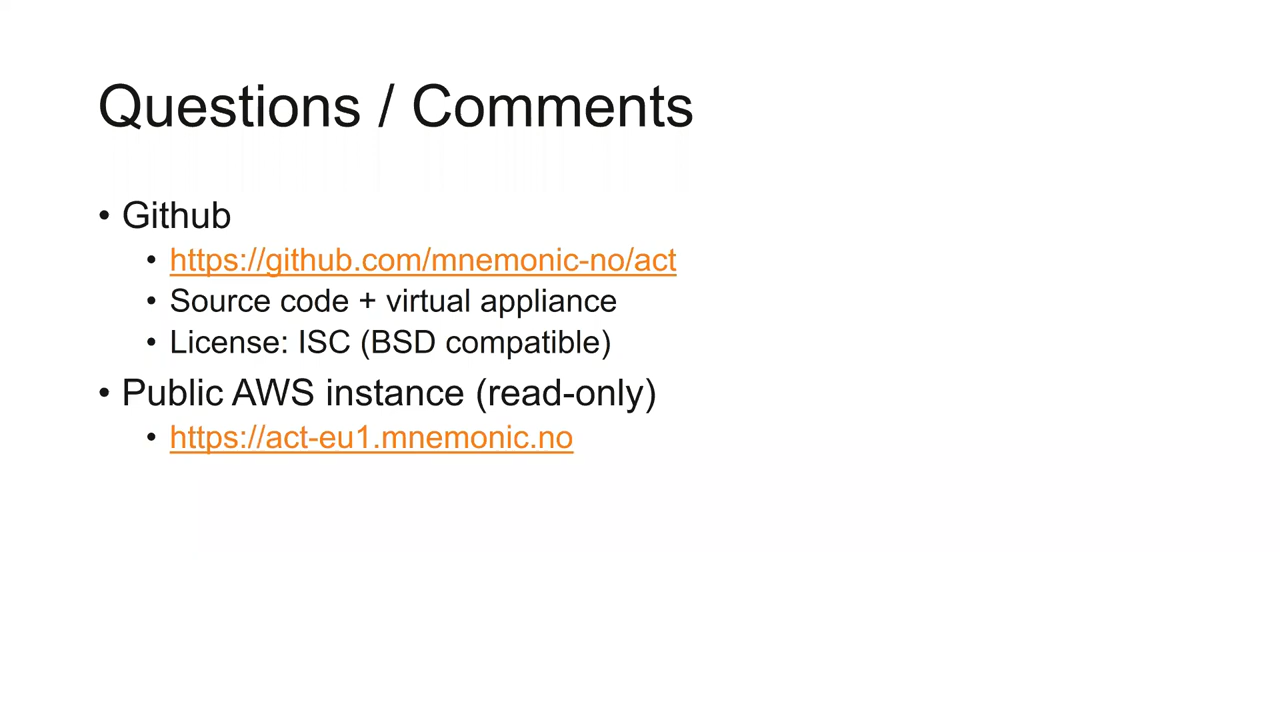 Questions / Comments
• Github
• https://github.com/mnemonic-no/act
• Source code + virtual appliance
• License: ISC (BSD compatible)
• Public AWS instance (read-only)
• https://act-eu1.mnemonic.no